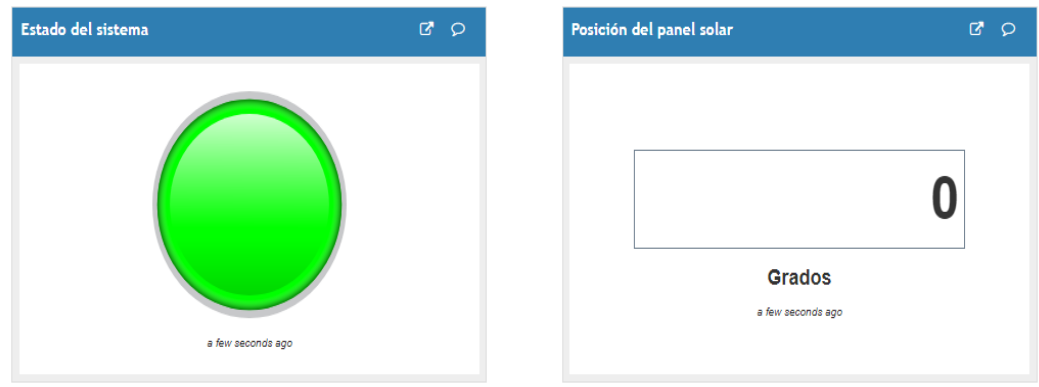 Estado del sistema
a few seconds ago
Posición del panel solar
0
Grados
a few seconds ago